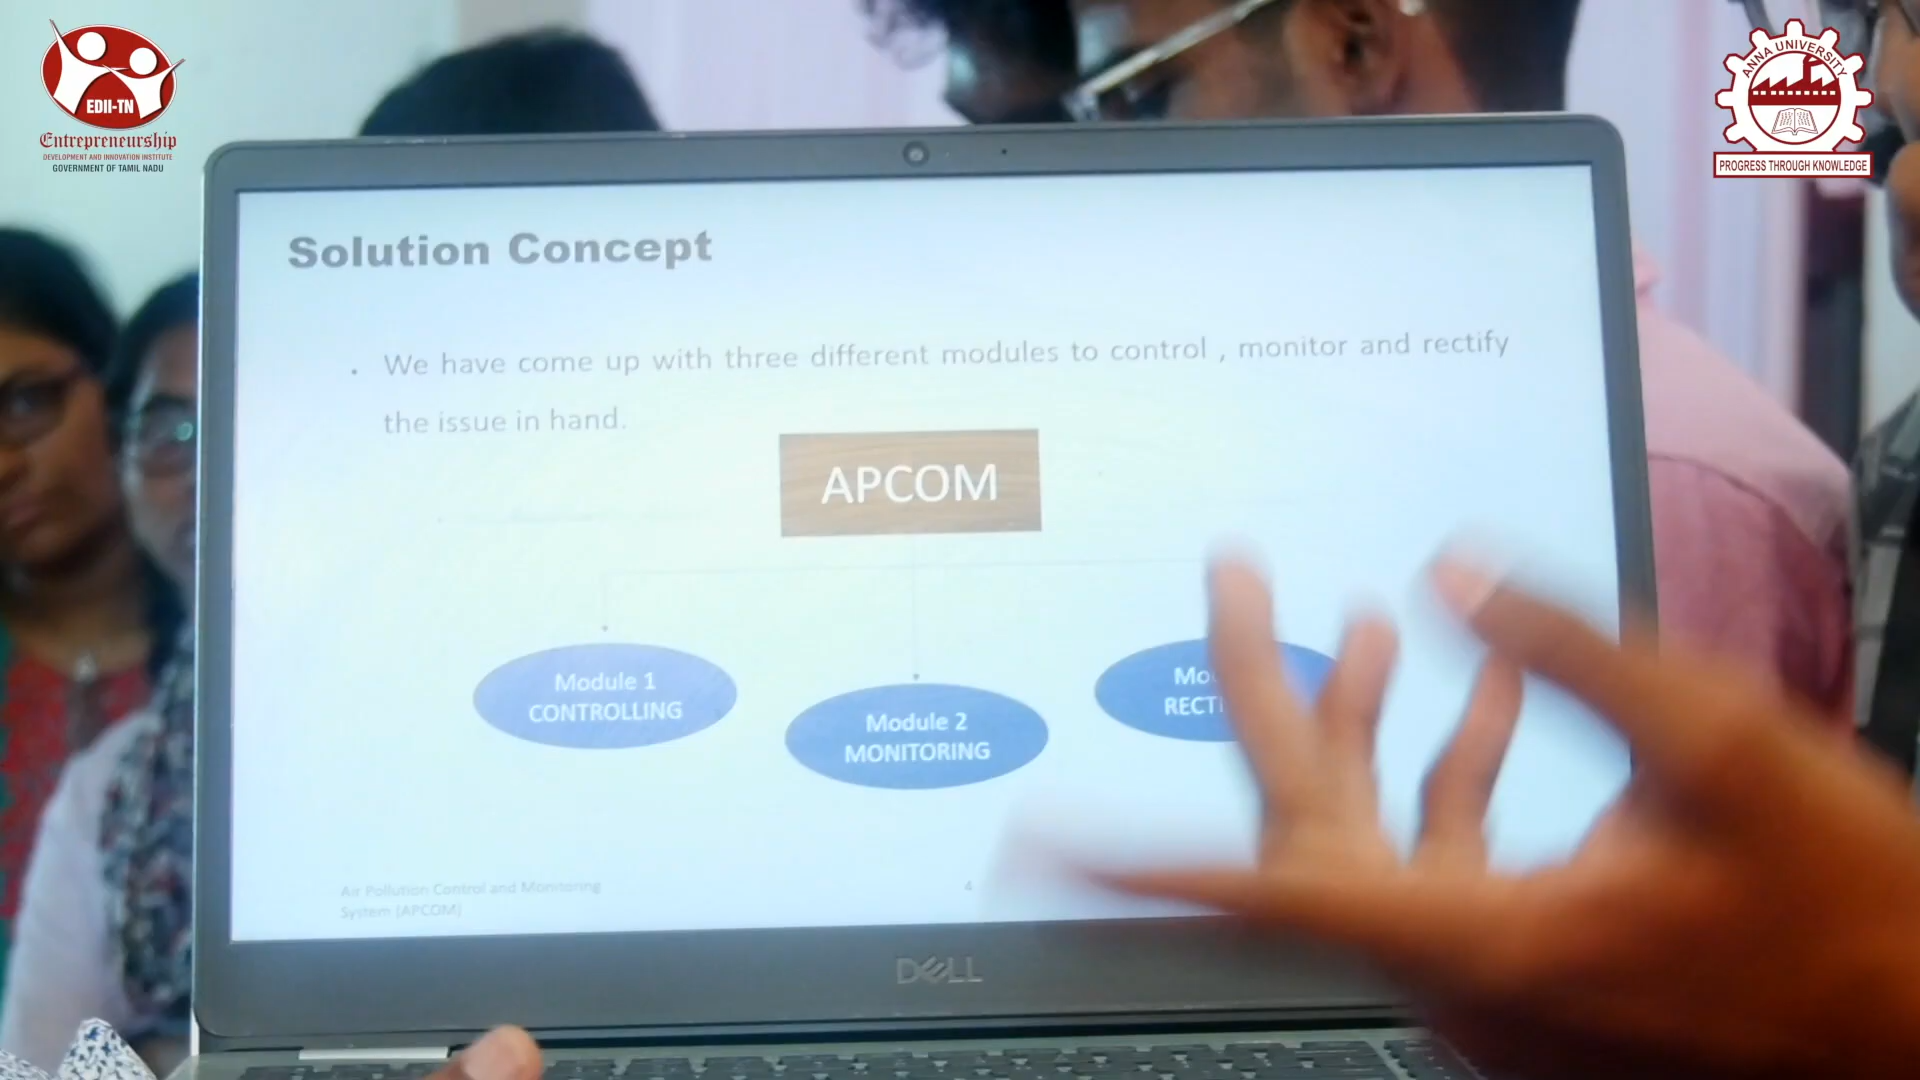 EDII-TN
Entrepreneurship
DEVELOPMENT AND INNOVATION INSTITUTE
GOVERNMENT OF TAMIL NADU
ANNA UNIVERSITY
PROGRESS THROUGH KNOWLEDGE
Solution Concept
. We have come up with three different modules to control , monitor and rectify
the issue in hand.
APCOM
Module 1
CONTROLLING
Module 2
MONITORING
Air Pollution Control and Monitoring
System (APCOM)
4
DELL